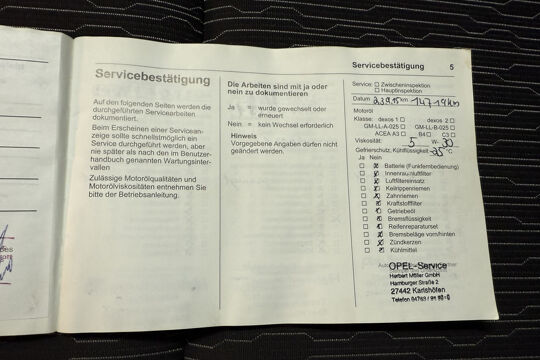 Servicebestätigung
Auf den folgenden Seiten werden die
durchgeführten Servicearbeiten
dokumentiert.
Beim Erscheinen einer Servicean-
zeige sollte schnellstmöglich ein
Service durchgeführt werden, aber
nie später als nach den im Benutzer-
handbuch genannten Wartungsinter-
vallen
Zulässige Motorölqualitäten und
Motorölviskositäten entnehmen Sie
bitte der Betriebsanleitung.
Die Arbeiten sind mit ja oder
nein zu dokumentieren
Ja = wurde gewechselt oder
erneuert
Nein = kein Wechsel erforderlich
Hinweis
Vorgegebene Angaben dürfen nicht
geändert werden.
Servicebestätigung 5
Service: Zwischeninspektion
Hauptinspektion
Datum km
Motoröl
Klasse: dexos 1 dexos 2
GM-LL-A-025 GM-LL-B-025
ACEA A3 B4 C3
Viskosität: 5 W- 30
Gefrierschutz, Kühlflüssigkeit °C
Ja Nein
Batterie (Funkfernbedienung)
Innenraumluftfilter
Luftfiltereinsatz
Keilrippenriemen
Zahnriemen
Kraftstofffilter
Getriebeöl
Bremsflüssigkeit
Reifenreparaturset
Bremsbeläge vorn/hinten
Zündkerzen
Kühlmittel
OPEL-Service
Herbert Müller GmbH
Hamburger Straße 2
27442 Karlshöfen
Telefon